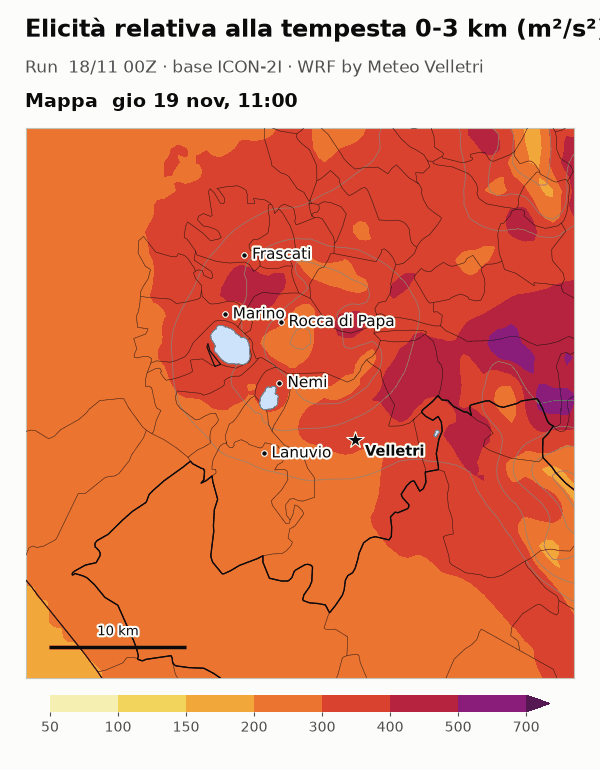 Elicità relativa alla tempesta 0-3 km (m²/s²)
Run  18/11 00Z · base ICON-2I · WRF by Meteo Velletri
Mappa  gio 19 nov, 11:00
Frascati
Marino
Rocca di Papa
Nemi
Velletri
Lanuvio
10 km
50 100 150 200 300 400 500 700